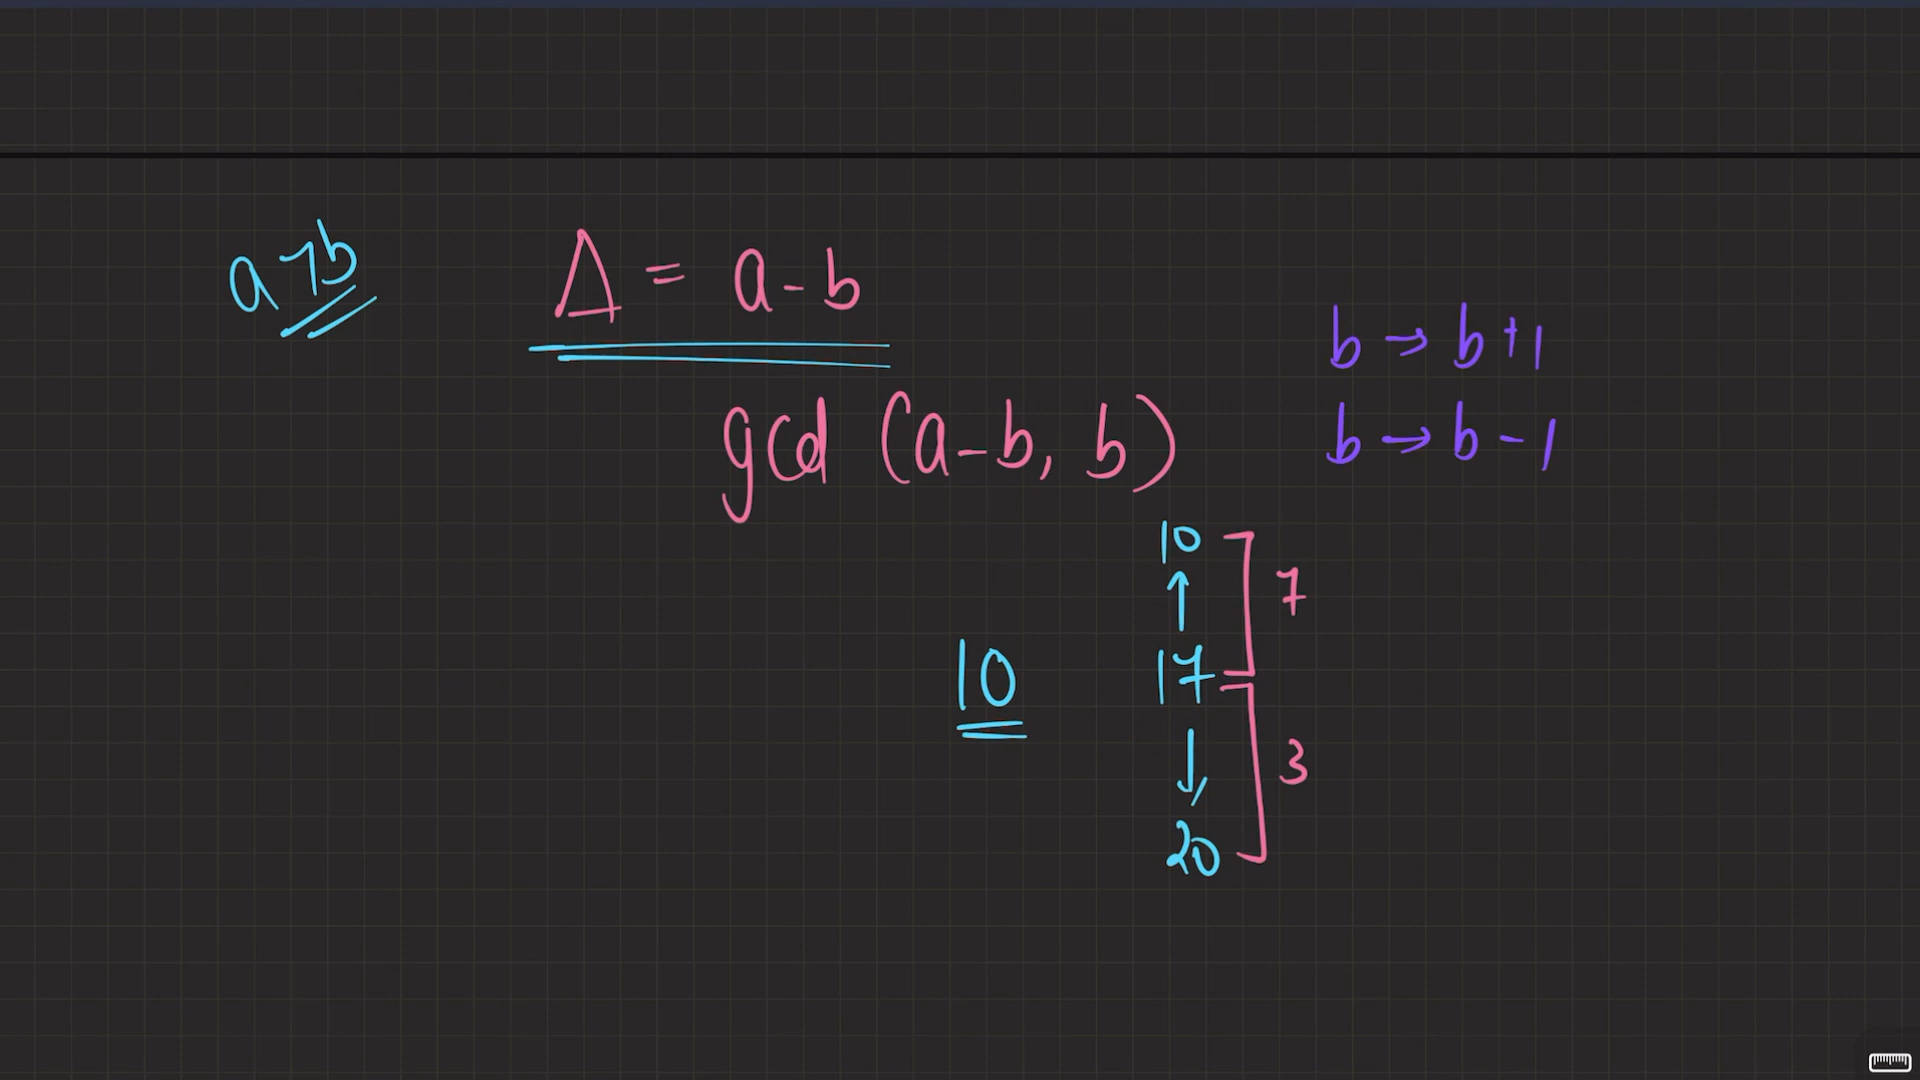 a > b
Δ = a - b
b → b + 1
gcd (a - b, b)
b → b - 1
10
↑
7
10
17
↓
3
20